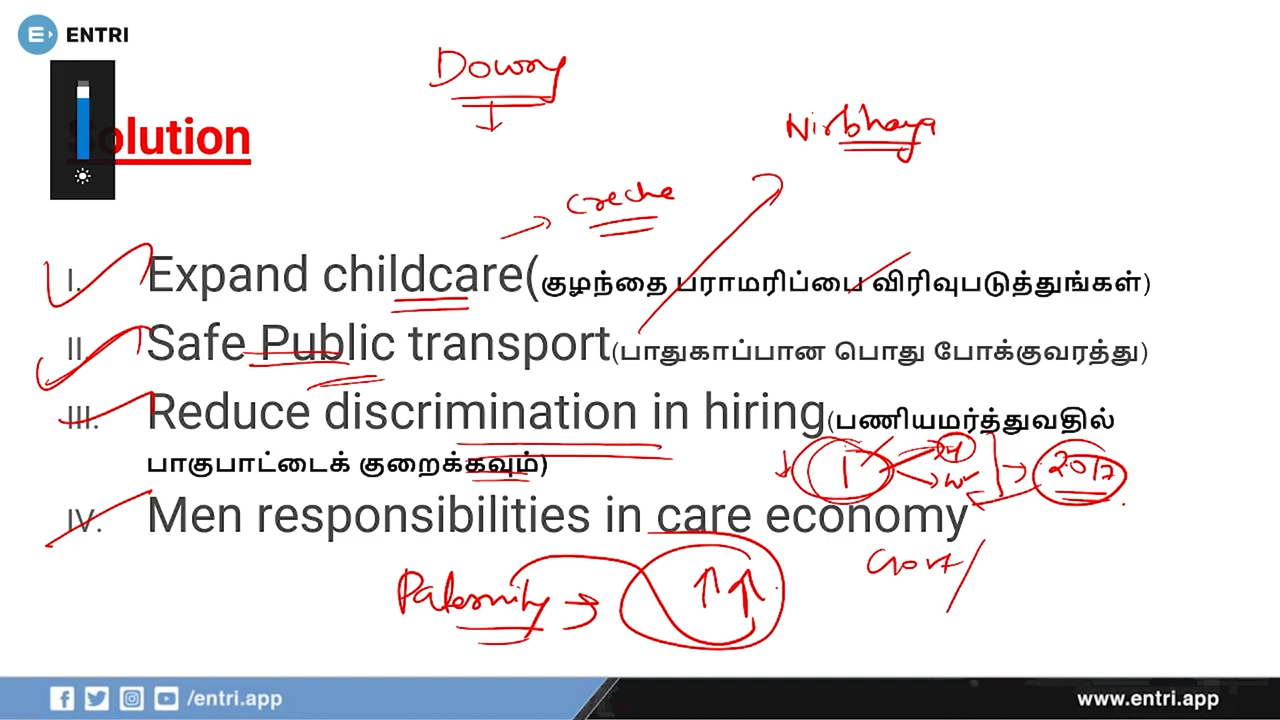 ENTRI
Dowry
Solution
Nirbhaya
creche
I. Expand childcare(குழந்தை பராமரிப்பை விரிவுபடுத்துங்கள்)
II. Safe Public transport(பாதுகாப்பான பொது போக்குவரத்து)
III. Reduce discrimination in hiring(பணியமர்த்துவதில்
பாகுபாட்டைக் குறைக்கவும்)
1
2017
IV. Men responsibilities in care economy
Govt/
Paternity
/entri.app
www.entri.app